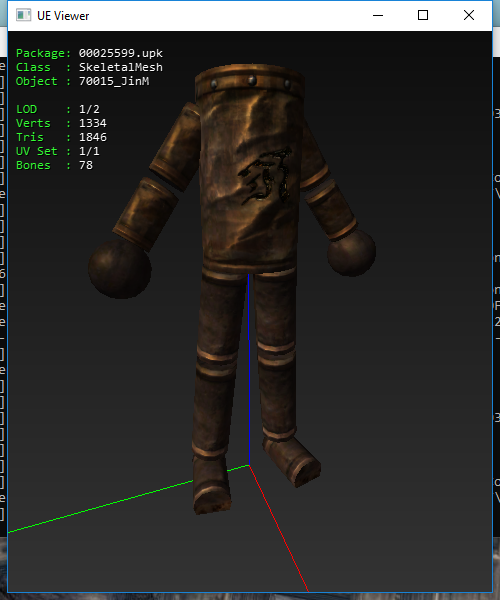 UE Viewer
Package: 00025599.upk
Class : SkeletalMesh
Object : 70015_JinM
LOD : 1/2
Verts : 1334
Tris : 1846
UV Set : 1/1
Bones : 78